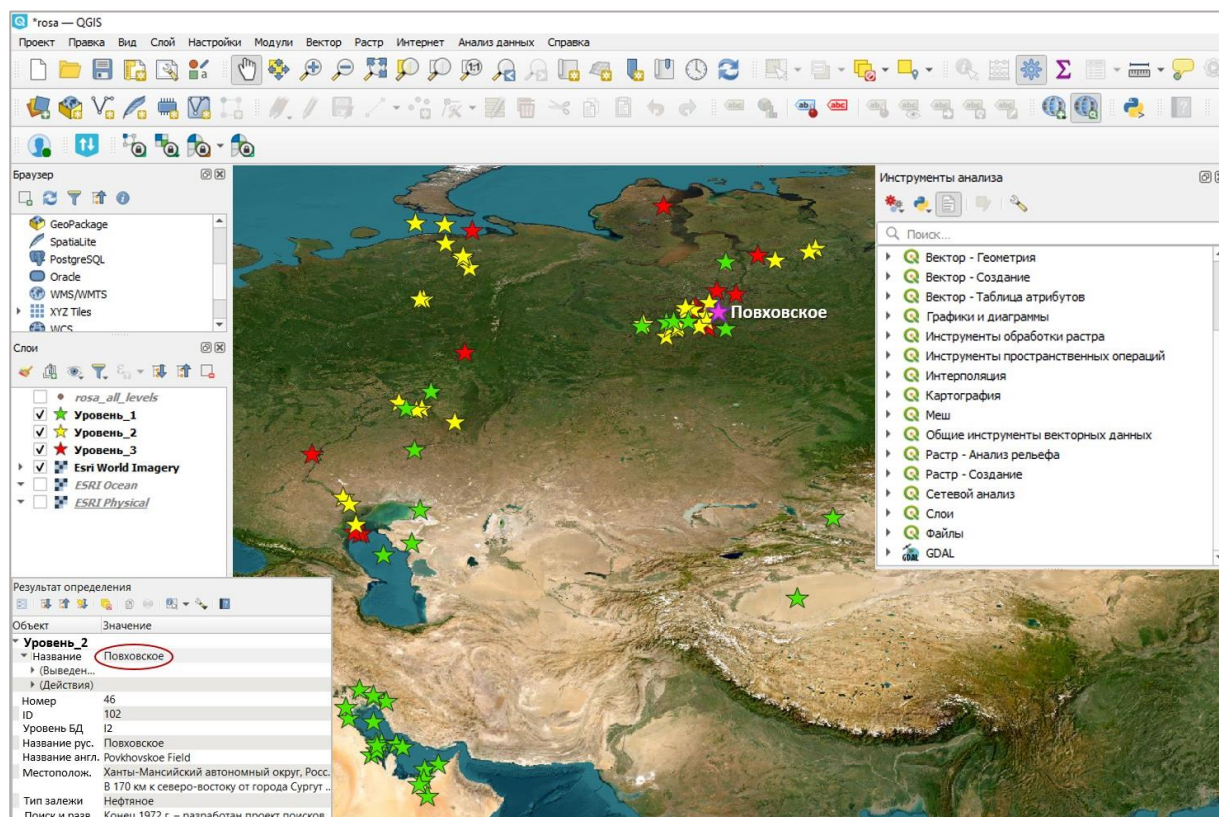 *rosa — QGIS
Проект Правка Вид Слой Настройки Модули Вектор Растр Интернет Анализ данных Справка
Браузер
GeoPackage
SpatiaLite
PostgreSQL
Oracle
WMS/WMTS
XYZ Tiles
WCS
Слои
rosa_all_levels
Уровень_1
Уровень_2
Уровень_3
Esri World Imagery
ESRI Ocean
ESRI Physical
Повховское
Инструменты анализа
Поиск...
Вектор - Геометрия
Вектор - Создание
Вектор - Таблица атрибутов
Графики и диаграммы
Инструменты обработки растра
Инструменты пространственных операций
Интерполяция
Картография
Меш
Общие инструменты векторных данных
Растр - Анализ рельефа
Растр - Создание
Сетевой анализ
Слои
Файлы
GDAL
Результат определения
Объект Значение
Уровень_2
Название Повховское
(Выведен...
(Действия)
Номер 46
ID 102
Уровень БД I2
Название рус. Повховское
Название англ. Povkhovskoe Field
Местополож. Ханты-Мансийский автономный округ, Росс.
В 170 км к северо-востоку от города Сургут ..
Тип залежи Нефтяное
Поиск и разв. Конец 1972 г. – разработан проект поисков